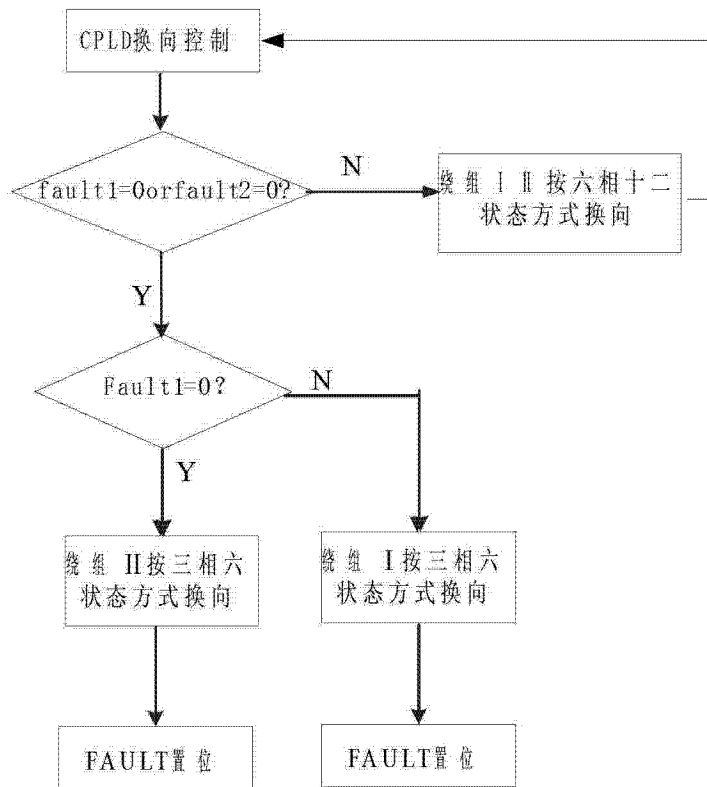 CPLD换向控制
fault1=0orfault2=0?
N
绕组 I II 按六相十二
状态方式换向
Y
Fault1=0?
N
Y
绕组 II按三相六
状态方式换向
绕组 I按三相六
状态方式换向
FAULT置位
FAULT置位